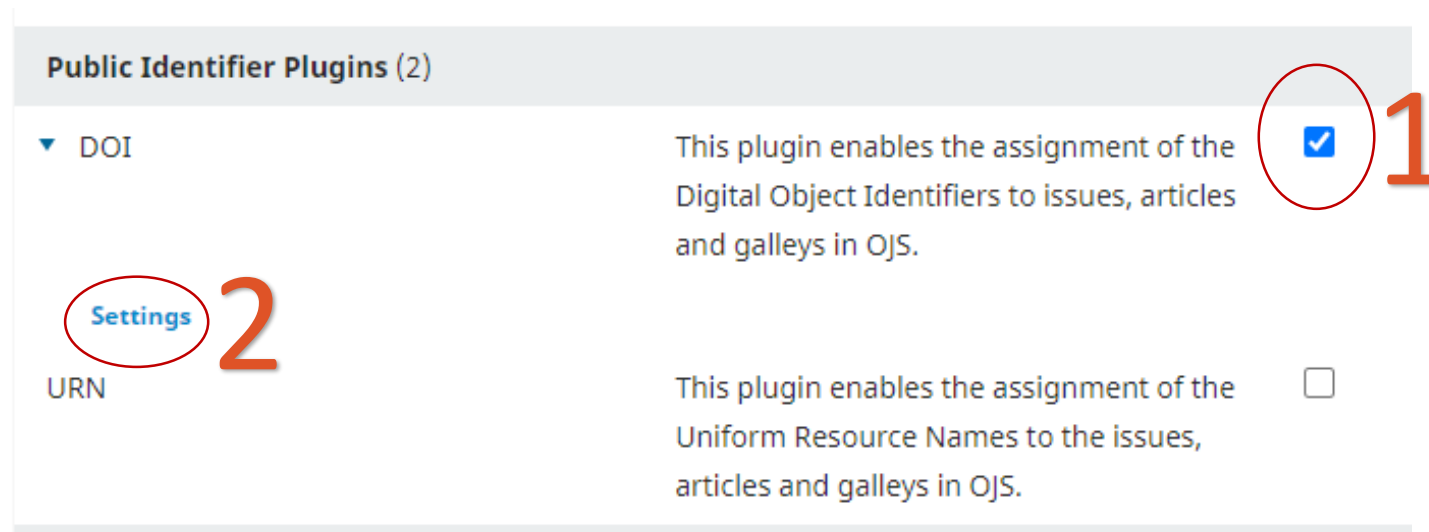 Public Identifier Plugins (2)
DOI
This plugin enables the assignment of the
Digital Object Identifiers to issues, articles
and galleys in OJS.
1
Settings
2
URN
This plugin enables the assignment of the
Uniform Resource Names to the issues,
articles and galleys in OJS.